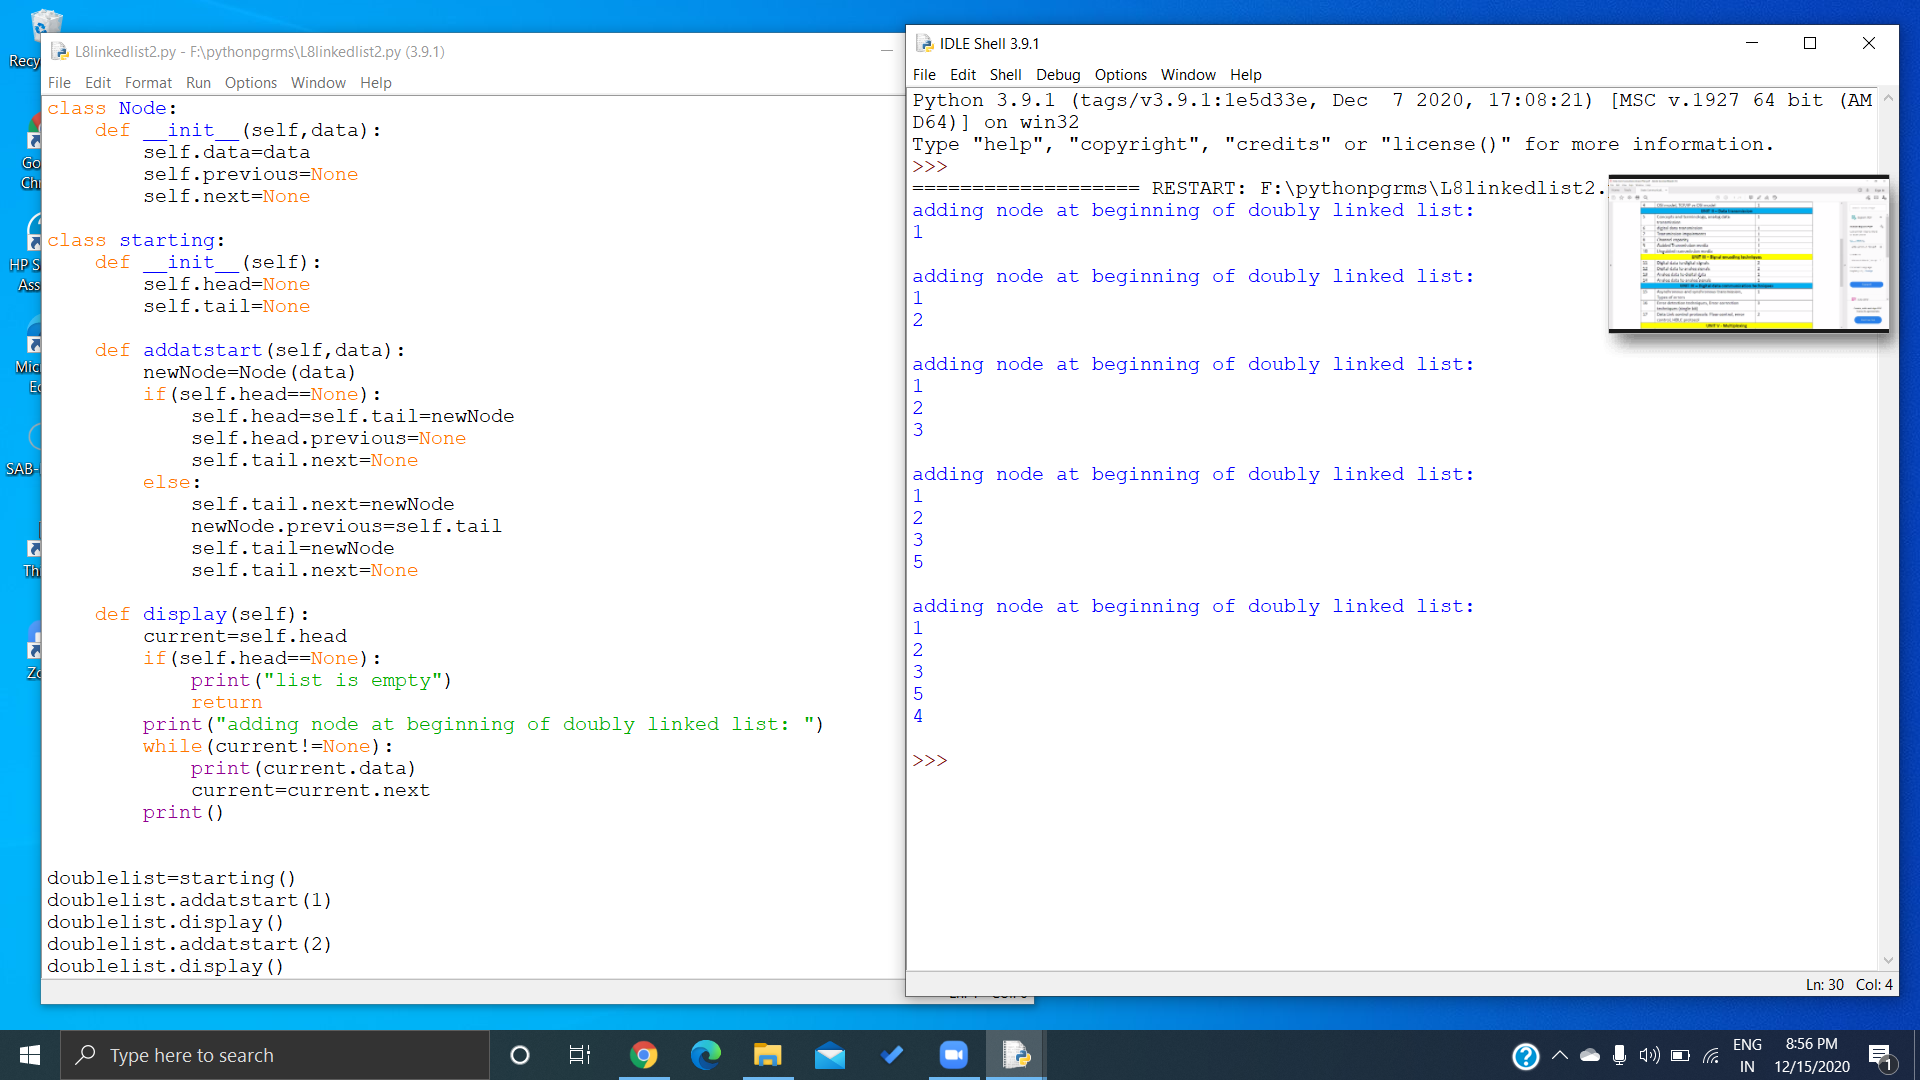 Recy
L8linkedlist2.py - F:\pythonpgrms\L8linkedlist2.py (3.9.1)
File Edit Format Run Options Window Help
class Node:
    def __init__(self,data):
        self.data=data
        self.previous=None
        self.next=None
class starting:
    def __init__(self):
        self.head=None
        self.tail=None
    def addatstart(self,data):
        newNode=Node(data)
        if(self.head==None):
            self.head=self.tail=newNode
            self.head.previous=None
            self.tail.next=None
        else:
            self.tail.next=newNode
            newNode.previous=self.tail
            self.tail=newNode
            self.tail.next=None
    def display(self):
        current=self.head
        if(self.head==None):
            print("list is empty")
            return
        print("adding node at beginning of doubly linked list: ")
        while(current!=None):
            print(current.data)
            current=current.next
        print()
doublelist=starting()
doublelist.addatstart(1)
doublelist.display()
doublelist.addatstart(2)
doublelist.display()
Go
Chr
HP S
Ass
Mic
Ec
SAB-
Thi
Zo
IDLE Shell 3.9.1
File Edit Shell Debug Options Window Help
Python 3.9.1 (tags/v3.9.1:1e5d33e, Dec  7 2020, 17:08:21) [MSC v.1927 64 bit (AM
D64)] on win32
Type "help", "copyright", "credits" or "license()" for more information.
>>>
=================== RESTART: F:\pythonpgrms\L8linkedlist2.
adding node at beginning of doubly linked list:
1
adding node at beginning of doubly linked list:
1
2
adding node at beginning of doubly linked list:
1
2
3
adding node at beginning of doubly linked list:
1
2
3
5
adding node at beginning of doubly linked list:
1
2
3
5
4
>>>
Ln: 30 Col: 4
Type here to search
ENG
IN
8:56 PM
12/15/2020
1